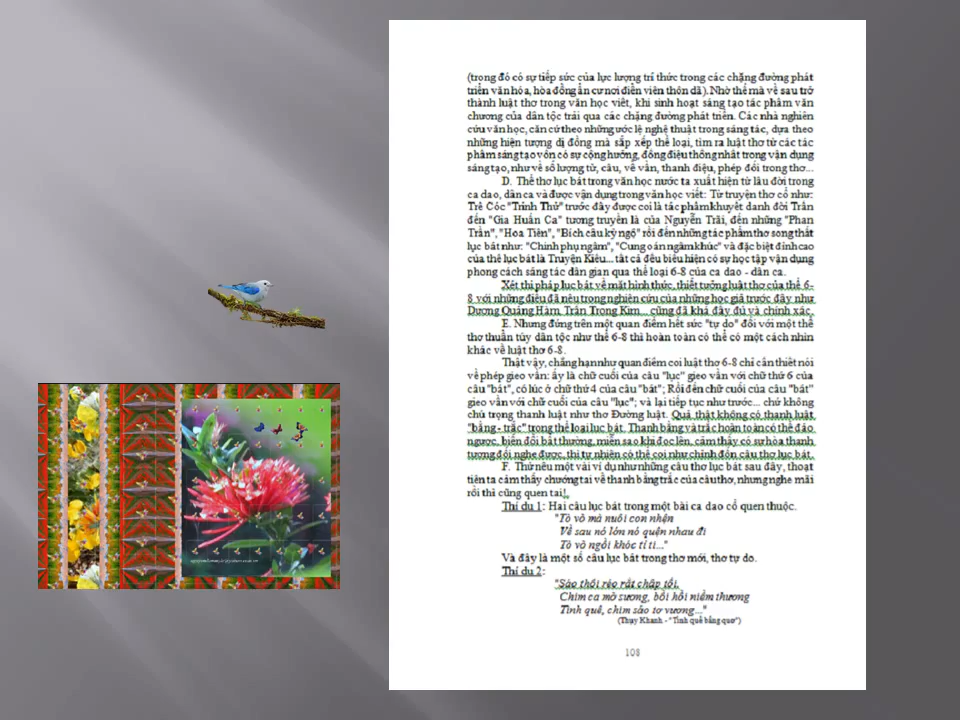 (trong đó có sự tiếp sức của lực lượng trí thức trong các chặng đường phát
triển văn hóa, hòa đồng ẩn cư nơi điền viên thôn dã). Nhờ thế mà về sau trở
thành luật thơ trong văn học viết, khi sinh hoạt sáng tạo tác phẩm văn
chương của dân tộc trải qua các chặng đường phát triển. Các nhà nghiên
cứu văn học, căn cứ theo những ước lệ nghệ thuật trong sáng tác, dựa theo
những hiện tượng dị đồng mà sắp xếp thể loại, tìm ra luật thơ từ các tác
phẩm sáng tạo vốn có sự cộng hưởng, đồng điệu thống nhất trong vận dụng
sáng tạo, như về số lượng từ, câu, về vần, thanh điệu, phép đối trong thơ...
D. Thể thơ lục bát trong văn học nước ta xuất hiện từ lâu đời trong
ca dao, dân ca và được vận dụng trong văn học viết: Từ truyện thơ cổ như:
Trê Cóc "Trinh Thử" trước đây được coi là tác phẩm khuyết danh đời Trần
đến "Gia Huấn Ca" tương truyền là của Nguyễn Trãi, đến những "Phan
Trần", "Hoa Tiên", "Bích câu kỳ ngộ" rồi đến những tác phẩm thơ song thất
lục bát như: "Chinh phụ ngâm", "Cung oán ngâm khúc" và đặc biệt đỉnh cao
của thể lục bát là Truyện Kiều... tất cả đều biểu hiện có sự học tập vận dụng
phong cách sáng tác dân gian qua thể loại 6-8 của ca dao - dân ca.
Xét thi pháp lục bát về mặt hình thức, thiết tưởng luật thơ của thể 6-
8 với những điều đã nêu trong nghiên cứu của những học giả trước đây như
Dương Quảng Hàm, Trần Trọng Kim... cũng đã khá đầy đủ và chính xác.
E. Nhưng đứng trên một quan điểm hết sức "tự do" đối với một thể
thơ thuần túy dân tộc như thể 6-8 thì hoàn toàn có thể có một cách nhìn
khác về luật thơ 6-8.
Thật vậy, chẳng hạn như quan điểm coi luật thơ 6-8 chỉ cần thiết nói
về phép gieo vần: ấy là chữ cuối của câu "lục" gieo vần với chữ thứ 6 của
câu "bát", có lúc ở chữ thứ 4 của câu "bát"; Rồi đến chữ cuối của câu "bát"
gieo vần với chữ cuối của câu "lục"; và lại tiếp tục như trước... chứ không
chú trọng thanh luật như thơ Đường luật. Quả thật không có thanh luật
"bằng - trắc" trong thể loại lục bát. Thanh bằng và trắc hoàn toàn có thể đảo
ngược, biến đổi bất thường, miễn sao khi đọc lên, cảm thấy có sự hòa thanh
tương đối nghe được, thì tự nhiên có thể coi như chỉnh đốn câu thơ lục bát.
F. Thử nêu một vài ví dụ như những câu thơ lục bát sau đây, thoạt
tiên ta cảm thấy chướng tai về thanh bằng trắc của câu thơ, nhưng nghe mãi
rồi thì cũng quen tai!.
Thí dụ 1: Hai câu lục bát trong một bài ca dao cổ quen thuộc.
"Tò vò mà nuôi con nhện
Về sau nó lớn nó quện nhau đi
Tò vò ngồi khóc tỉ ti..."
Và đây là một số câu lục bát trong thơ mới, thơ tự do.
Thí dụ 2:
"Sáo thổi réo rắt chập tối,
Chim ca mờ sương, bồi hồi niềm thương
Tình quê, chim sáo tơ vương..."
(Thụy Khanh - "Tình quê bâng quơ")
108